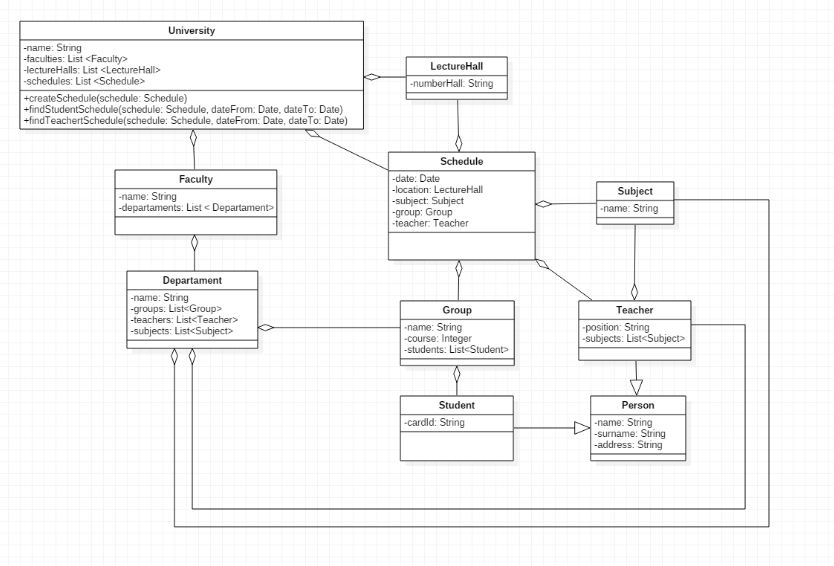 University
-name: String
-faculties: List <Faculty>
-lectureHalls: List <LectureHall>
-schedules: List <Schedule>
+createSchedule(schedule: Schedule)
+findStudentSchedule(schedule: Schedule, dateFrom: Date, dateTo: Date)
+findTeachertSchedule(schedule: Schedule, dateFrom: Date, dateTo: Date)
LectureHall
-numberHall: String
Faculty
-name: String
-departaments: List < Departament>
Schedule
-date: Date
-location: LectureHall
-subject: Subject
-group: Group
-teacher: Teacher
Subject
-name: String
Departament
-name: String
-groups: List<Group>
-teachers: List<Teacher>
-subjects: List<Subject>
Group
-name: String
-course: Integer
-students: List<Student>
Teacher
-position: String
-subjects: List<Subject>
Student
-cardId: String
Person
-name: String
-surname: String
-address: String